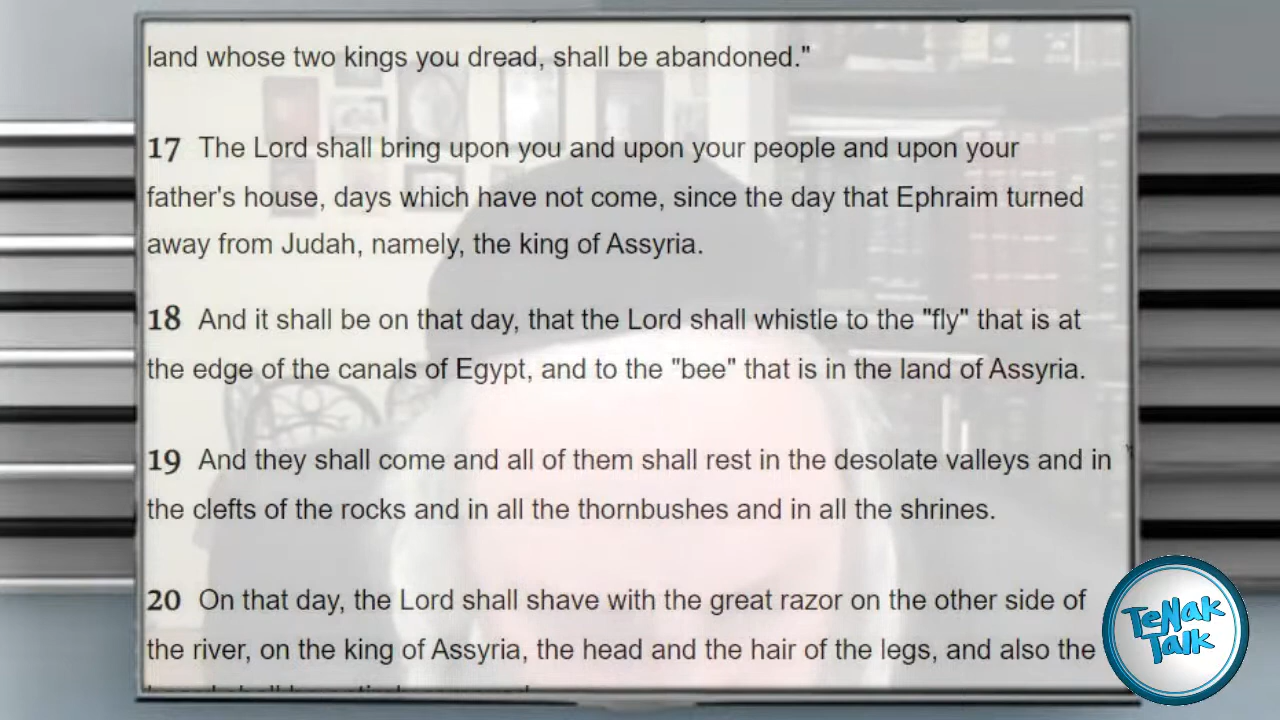 land whose two kings you dread, shall be abandoned."
17 The Lord shall bring upon you and upon your people and upon your
father's house, days which have not come, since the day that Ephraim turned
away from Judah, namely, the king of Assyria.
18 And it shall be on that day, that the Lord shall whistle to the "fly" that is at
the edge of the canals of Egypt, and to the "bee" that is in the land of Assyria.
19 And they shall come and all of them shall rest in the desolate valleys and in
the clefts of the rocks and in all the thornbushes and in all the shrines.
20 On that day, the Lord shall shave with the great razor on the other side of
the river, on the king of Assyria, the head and the hair of the legs, and also the
TeNaK
Talk